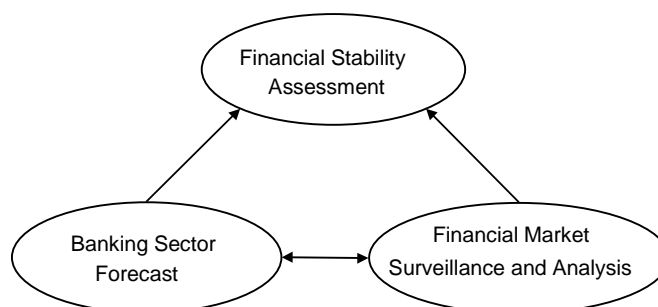 Financial Stability
Assessment
Banking Sector
Forecast
Financial Market
Surveillance and Analysis